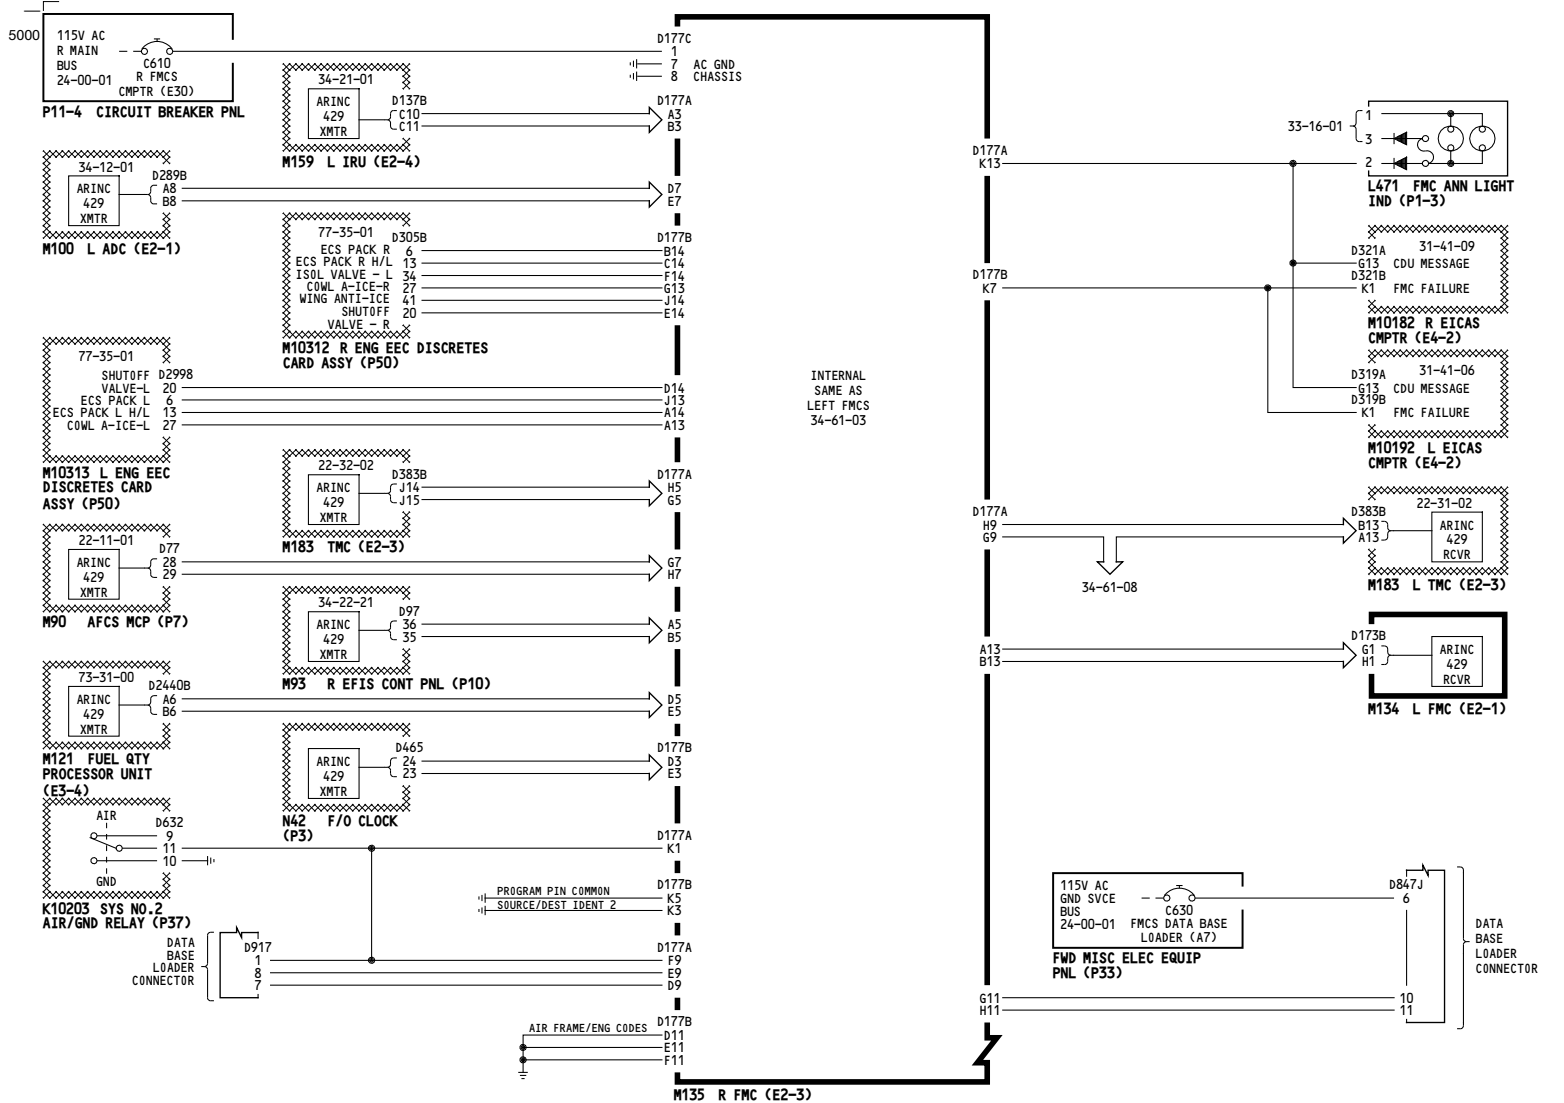 5000
115V AC
R MAIN
BUS
24-00-01
C610
R FMCS
CMPTR (E30)
P11-4 CIRCUIT BREAKER PNL
D177C
1
7 AC GND
8 CHASSIS
34-21-01
ARINC
429
XMTR
D137B
C10
C11
M159 L IRU (E2-4)
D177A
A3
B3
34-12-01
ARINC
429
XMTR
D289B
A8
B8
M100 L ADC (E2-1)
D7
E7
77-35-01
D305B
ECS PACK R 6
ECS PACK R H/L 13
ISOL VALVE - L 34
COWL A-ICE-R 27
WING ANTI-ICE 41
SHUTOFF 20
VALVE - R
M10312 R ENG EEC DISCRETES
CARD ASSY (P50)
D177B
B14
C14
F14
G13
J14
E14
77-35-01
SHUTOFF D2998
VALVE-L 20
ECS PACK L 6
ECS PACK L H/L 13
COWL A-ICE-L 27
M10313 L ENG EEC
DISCRETES CARD
ASSY (P50)
D14
J13
A14
A13
22-32-02
ARINC
429
XMTR
D383B
J14
J15
M183 TMC (E2-3)
D177A
H5
G5
22-11-01
ARINC
429
XMTR
D77
28
29
M90 AFCS MCP (P7)
G7
H7
34-22-21
ARINC
429
XMTR
D97
36
35
M93 R EFIS CONT PNL (P10)
A5
B5
73-31-00
ARINC
429
XMTR
D2440B
A6
B6
M121 FUEL QTY
PROCESSOR UNIT
(E3-4)
D5
E5
ARINC
429
XMTR
D465
24
23
N42 F/O CLOCK
(P3)
D177B
D3
E3
AIR
D632
9
11
10
GND
K10203 SYS NO.2
AIR/GND RELAY (P37)
D177A
K1
PROGRAM PIN COMMON
SOURCE/DEST IDENT 2
D177B
K5
K3
DATA
BASE
LOADER
CONNECTOR
D917
1
8
7
D177A
F9
E9
D9
AIR FRAME/ENG CODES
D177B
D11
E11
F11
M135 R FMC (E2-3)
INTERNAL
SAME AS
LEFT FMCS
34-61-03
D177A
K13
33-16-01
1
3
2
L471 FMC ANN LIGHT
IND (P1-3)
D177B
K7
D321A
31-41-09
G13 CDU MESSAGE
D321B
K1 FMC FAILURE
M10182 R EICAS
CMPTR (E4-2)
D319A
31-41-06
G13 CDU MESSAGE
D319B
K1 FMC FAILURE
M10192 L EICAS
CMPTR (E4-2)
D177A
H9
G9
34-61-08
22-31-02
D383B
B13
A13
ARINC
429
RCVR
M183 L TMC (E2-3)
A13
B13
D173B
G1
H1
ARINC
429
RCVR
M134 L FMC (E2-1)
115V AC
GND SVCE
BUS
24-00-01
C630
FMCS DATA BASE
LOADER (A7)
FWD MISC ELEC EQUIP
PNL (P33)
D847J
6
G11
H11
10
11
DATA
BASE
LOADER
CONNECTOR